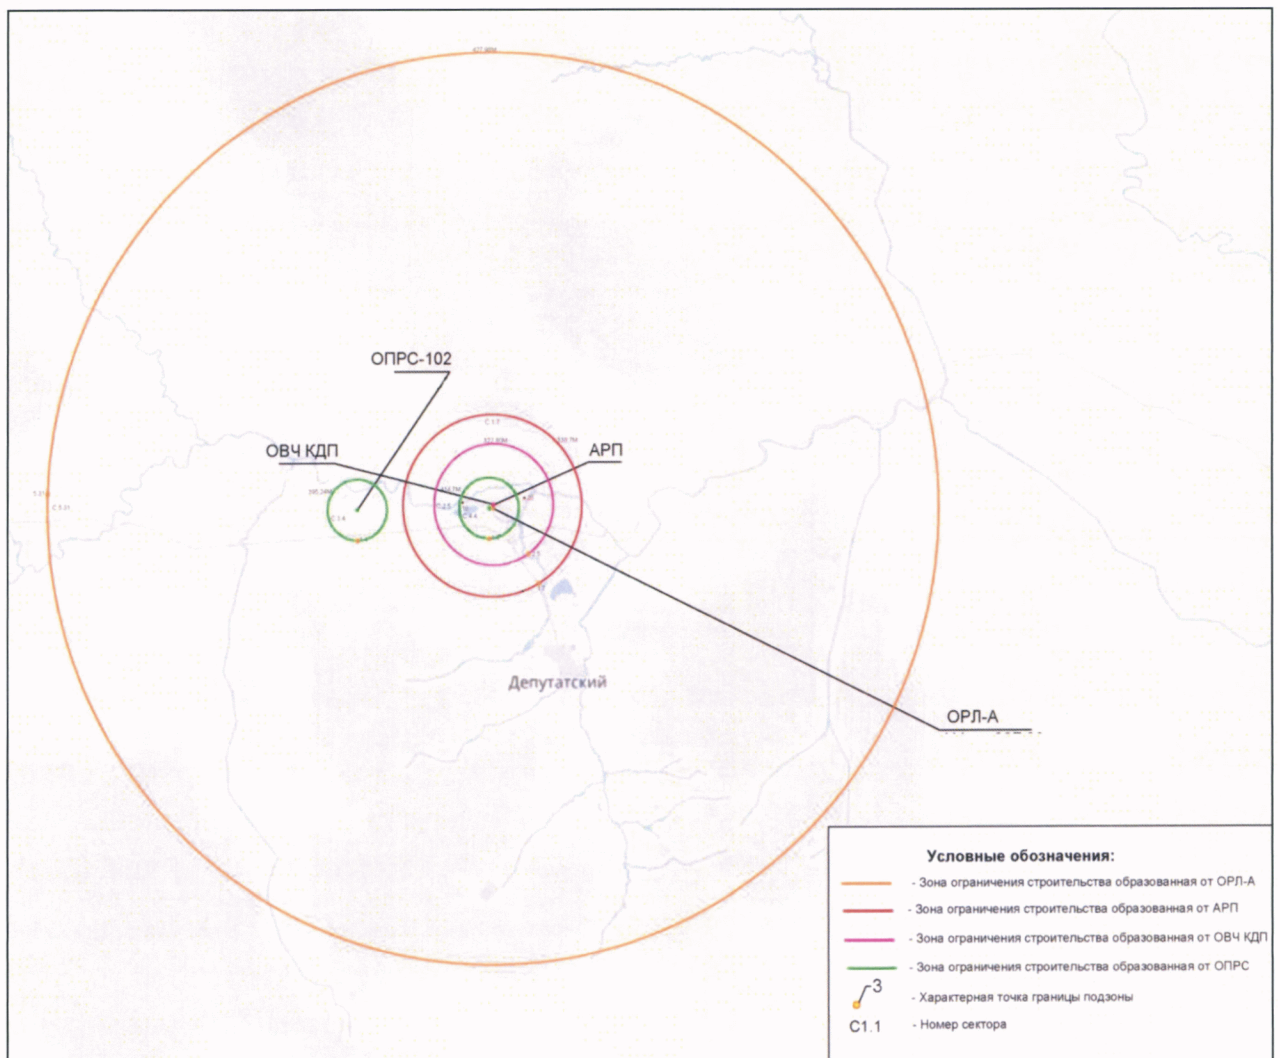 ОПРС-102
ОВЧ КДП
АРП
Депутатский
ОРЛ-А
Условные обозначения:
- Зона ограничения строительства образованная от ОРЛ-А
- Зона ограничения строительства образованная от АРП
- Зона ограничения строительства образованная от ОВЧ КДП
- Зона ограничения строительства образованная от ОПРС
3
- Характерная точка границы подзоны
С1.1 - Номер сектора